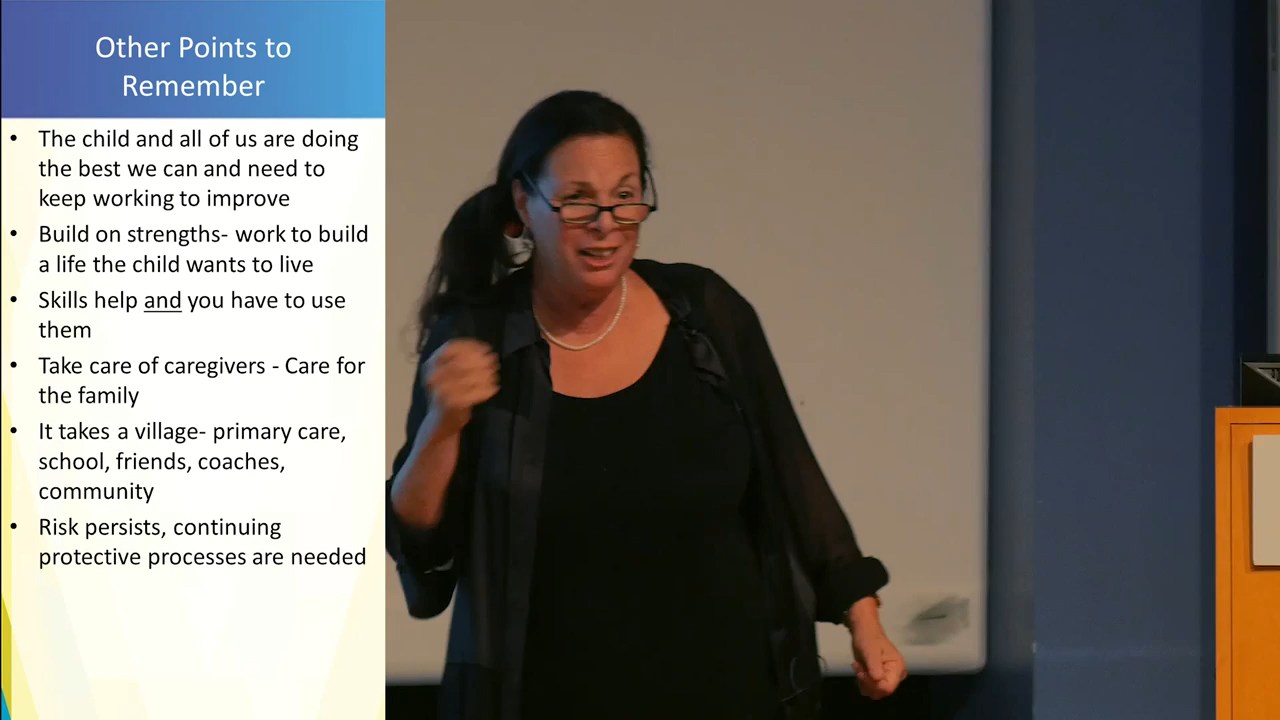 Other Points to
Remember
• The child and all of us are doing
the best we can and need to
keep working to improve
• Build on strengths- work to build
a life the child wants to live
• Skills help and you have to use
them
• Take care of caregivers - Care for
the family
• It takes a village- primary care,
school, friends, coaches,
community
• Risk persists, continuing
protective processes are needed